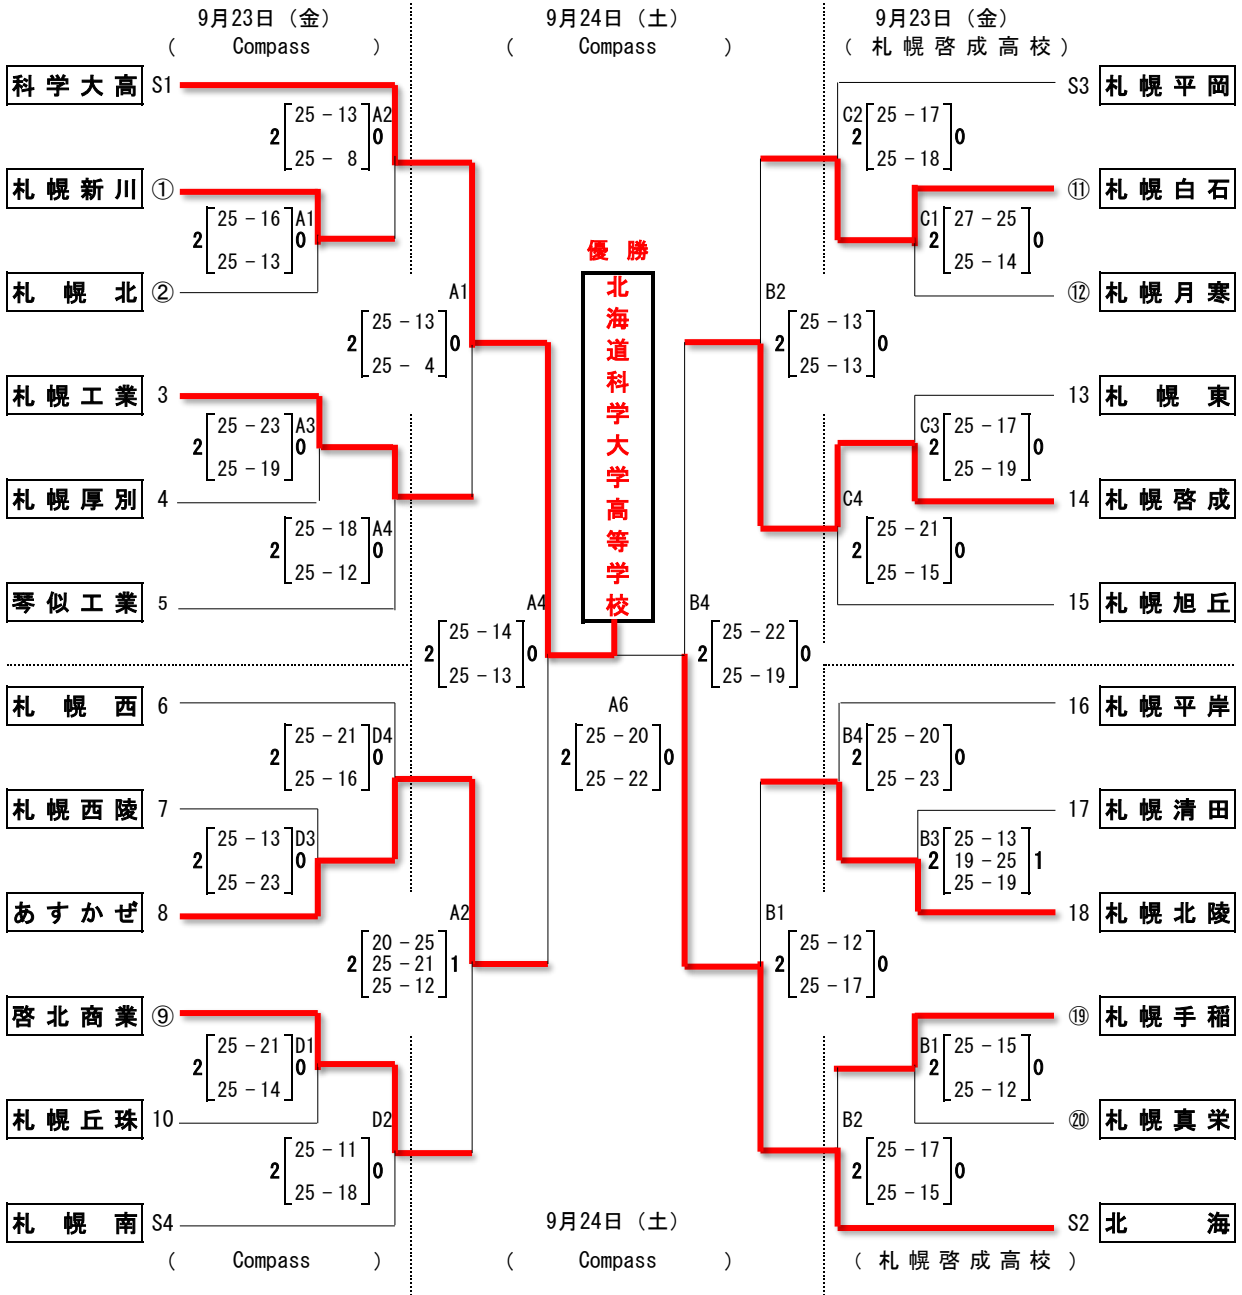 9月23日（金）
( Compass )
9月24日（土）
( Compass )
9月23日（金）
( 札幌啓成高校 )
科学大高 S1
2 [ 25 － 13 25 － 8 ] 0 A2
札幌新川 ①
2 [ 25 － 16 25 － 13 ] 0 A1
札幌北 ②
A1
2 [ 25 － 13 25 － 4 ] 0
札幌工業 3
2 [ 25 － 23 25 － 19 ] 0 A3
札幌厚別 4
2 [ 25 － 18 25 － 12 ] 0 A4
琴似工業 5
A4
2 [ 25 － 14 25 － 13 ] 0
札幌西 6
2 [ 25 － 21 25 － 16 ] 0 D4
札幌西陵 7
2 [ 25 － 13 25 － 23 ] 0 D3
あすかぜ 8
A2
2 [ 20 － 25 25 － 21 25 － 12 ] 1
啓北商業 ⑨
2 [ 25 － 21 25 － 14 ] 0 D1
札幌丘珠 10
D2
2 [ 25 － 11 25 － 18 ] 0
札幌南 S4
( Compass )
優勝
北海道科学大学高等学校
A6
2 [ 25 － 20 25 － 22 ] 0
9月24日（土）
( Compass )
S3 札幌平岡
C2 2 [ 25 － 17 25 － 18 ] 0
⑪ 札幌白石
C1 2 [ 27 － 25 25 － 14 ] 0
⑫ 札幌月寒
B2
2 [ 25 － 13 25 － 13 ] 0
13 札幌東
C3 2 [ 25 － 17 25 － 19 ] 0
14 札幌啓成
C4
2 [ 25 － 21 25 － 15 ] 0
15 札幌旭丘
B4
2 [ 25 － 22 25 － 19 ] 0
16 札幌平岸
B4 2 [ 25 － 20 25 － 23 ] 0
17 札幌清田
B3 2 [ 25 － 13 19 － 25 25 － 19 ] 1
18 札幌北陵
B1
2 [ 25 － 12 25 － 17 ] 0
⑲ 札幌手稲
B1 2 [ 25 － 15 25 － 12 ] 0
⑳ 札幌真栄
B2
2 [ 25 － 17 25 － 15 ] 0
S2 北海
( 札幌啓成高校 )